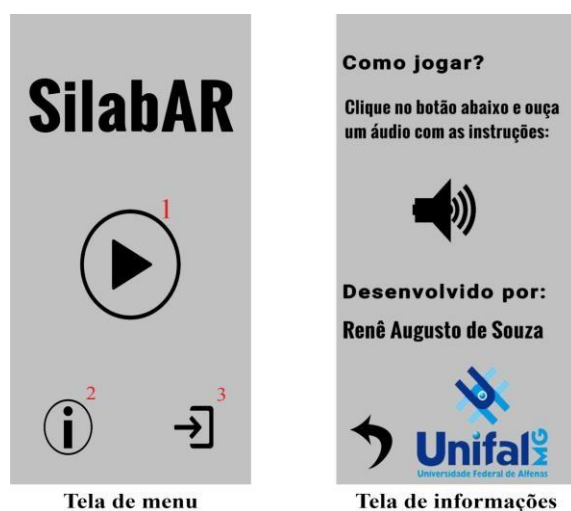 SilabAR
1
2
3
Tela de menu
Como jogar?
Clique no botão abaixo e ouça
um áudio com as instruções:
Desenvolvido por:
Renê Augusto de Souza
Unifal MG
Universidade Federal de Alfenas
Tela de informações